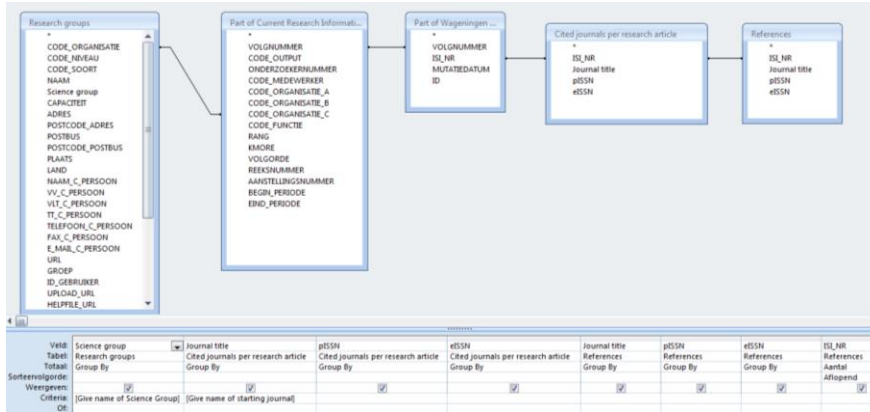 Research groups
*
CODE_ORGANISATIE
CODE_NIVEAU
CODE_SOORT
NAAM
Science group
CAPACITEIT
ADRES
POSTCODE_ADRES
POSTBUS
POSTCODE_POSTBUS
PLAATS
LAND
NAAM_C_PERSOON
VV_C_PERSOON
VLT_C_PERSOON
TT_C_PERSOON
TELEFOON_C_PERSOON
FAX_C_PERSOON
E_MAIL_C_PERSOON
URL
GROEP
ID_GEBRUIKER
UPLOAD_URL
HELPFILE_URL
Part of Current Research Informati...
*
VOLGNUMMER
CODE_OUTPUT
ONDERZOEKERNUMMER
CODE_MEDEWERKER
CODE_ORGANISATIE_A
CODE_ORGANISATIE_B
CODE_ORGANISATIE_C
CODE_FUNCTIE
RANG
KMORE
VOLGORDE
REEKSNUMMER
AANSTELLINGSNUMMER
BEGIN_PERIODE
EIND_PERIODE
Part of Wageningen ...
*
VOLGNUMMER
ISI_NR
MUTATIEDATUM
ID
Cited journals per research article
*
ISI_NR
Journal title
pISSN
eISSN
References
*
ISI_NR
Journal title
pISSN
eISSN
Veld: Science group Journal title pISSN eISSN Journal title pISSN eISSN ISI_NR
Tabel: Research groups Cited journals per research article Cited journals per research article Cited journals per research article References References References References
Totaal: Group By Group By Group By Group By Group By Group By Group By Aantal
Sorteervolgorde: Aflopend
Weergeven:
Criteria: [Give name of Science Group] [Give name of starting journal]
Of: